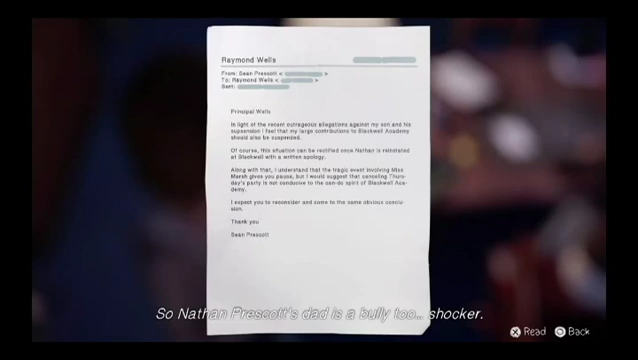 Raymond Wells
From: Sean Prescott <
To: Raymond Wells <
Sent:
Principal Wells
In light of the recent outrageous allegations against my son and his
suspension I feel that my large contributions to Blackwell Academy
should also be suspended.
Of course, this situation can be rectified once Nathan is reinstated
at Blackwell with a written apology.
Along with that, I understand that the tragic event involving Miss
Marsh gives you pause, but I would suggest that canceling Thurs-
day's party is not conducive to the can-do spirit of Blackwell Aca-
demy.
I expect you to reconsider and come to the same obvious conclu-
sion.
Thank you
Sean Prescott
So Nathan Prescott's dad is a bully too... shocker.
Read Back